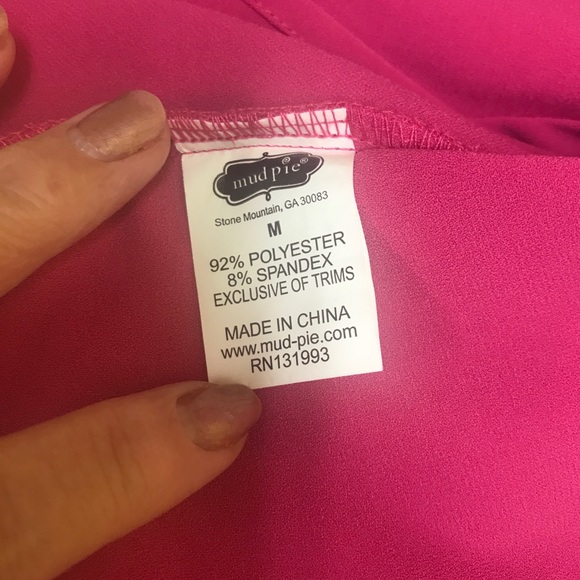 mud pie®
Stone Mountain, GA 30083
M
92% POLYESTER
8% SPANDEX
EXCLUSIVE OF TRIMS
MADE IN CHINA
www.mud-pie.com
RN131993